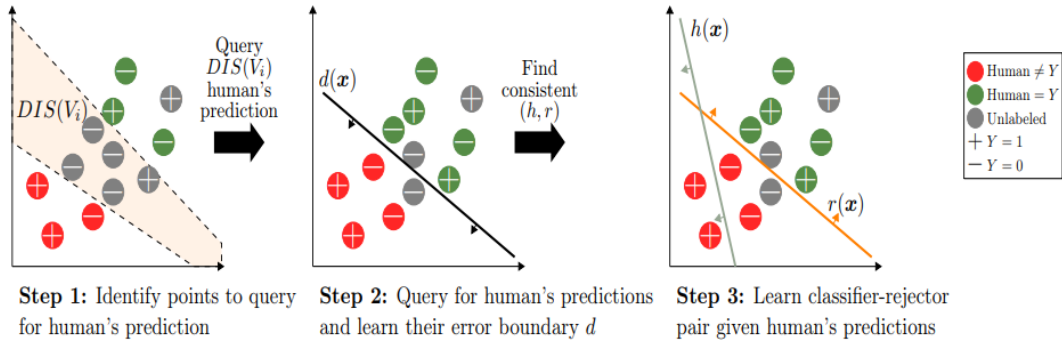 DIS(V_i)
Query
DIS(V_i)
human's
prediction
d(x)
Find
consistent
(h, r)
h(x)
r(x)
Human ≠ Y
Human = Y
Unlabeled
+ Y = 1
− Y = 0
Step 1: Identify points to query
for human's prediction
Step 2: Query for human's predictions
and learn their error boundary d
Step 3: Learn classifier-rejector
pair given human's predictions